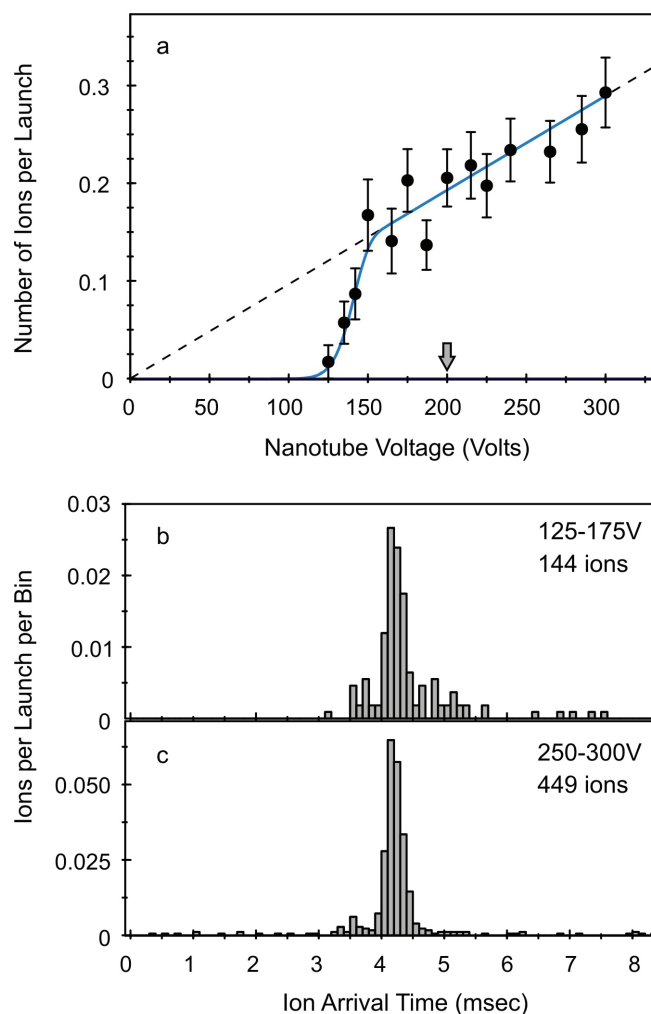 a
Number of Ions per Launch
0.3
0.2
0.1
0
0 50 100 150 200 250 300
Nanotube Voltage (Volts)
b
125-175V
144 ions
0.03
0.02
0.01
0
Ions per Launch per Bin
c
250-300V
449 ions
0.050
0.025
0
0 1 2 3 4 5 6 7 8
Ion Arrival Time (msec)